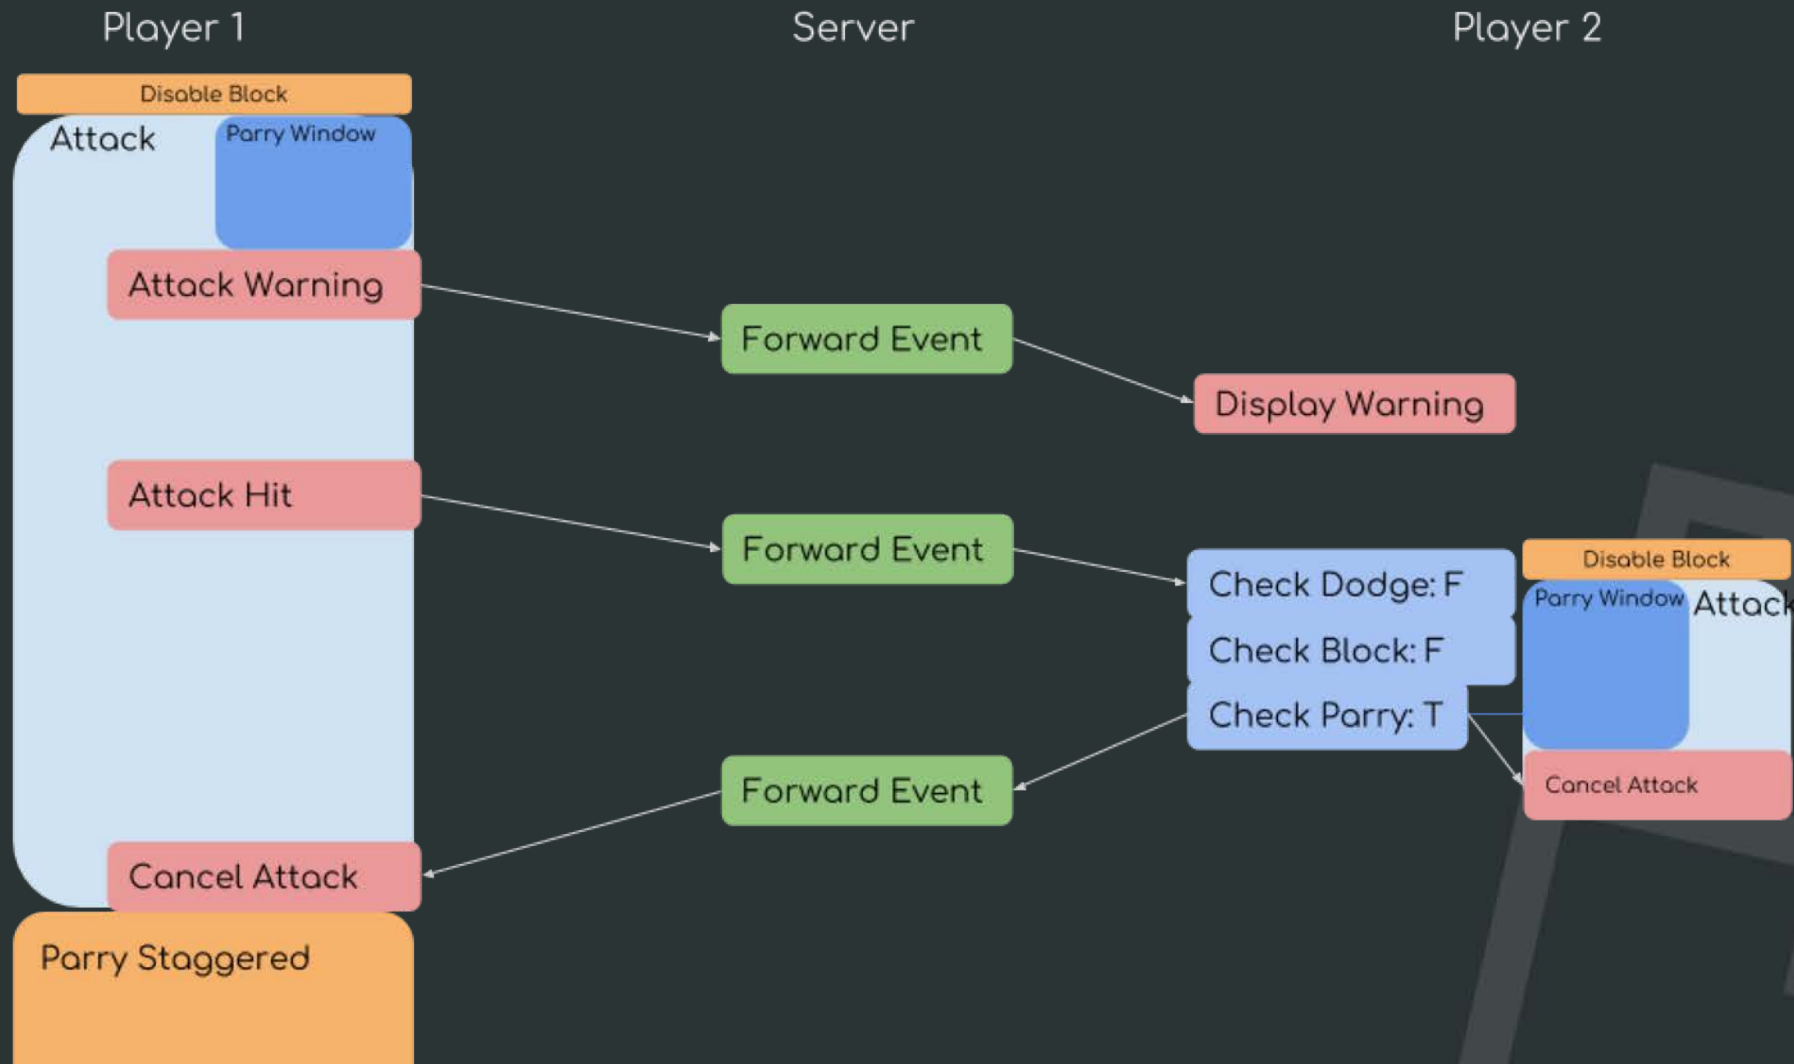 Player 1
Server
Player 2
Disable Block
Attack
Parry Window
Attack Warning
Forward Event
Display Warning
Attack Hit
Forward Event
Check Dodge: F
Check Block: F
Check Parry: T
Disable Block
Parry Window
Attack
Cancel Attack
Forward Event
Cancel Attack
Parry Staggered